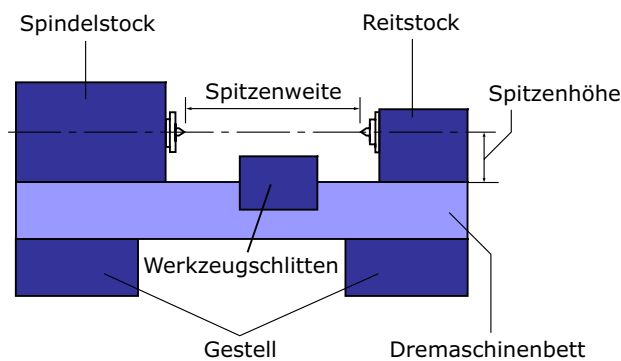 Spindelstock
Reitstock
Spitzenweite
Spitzenhöhe
Werkzeugschlitten
Gestell
Dremaschinenbett